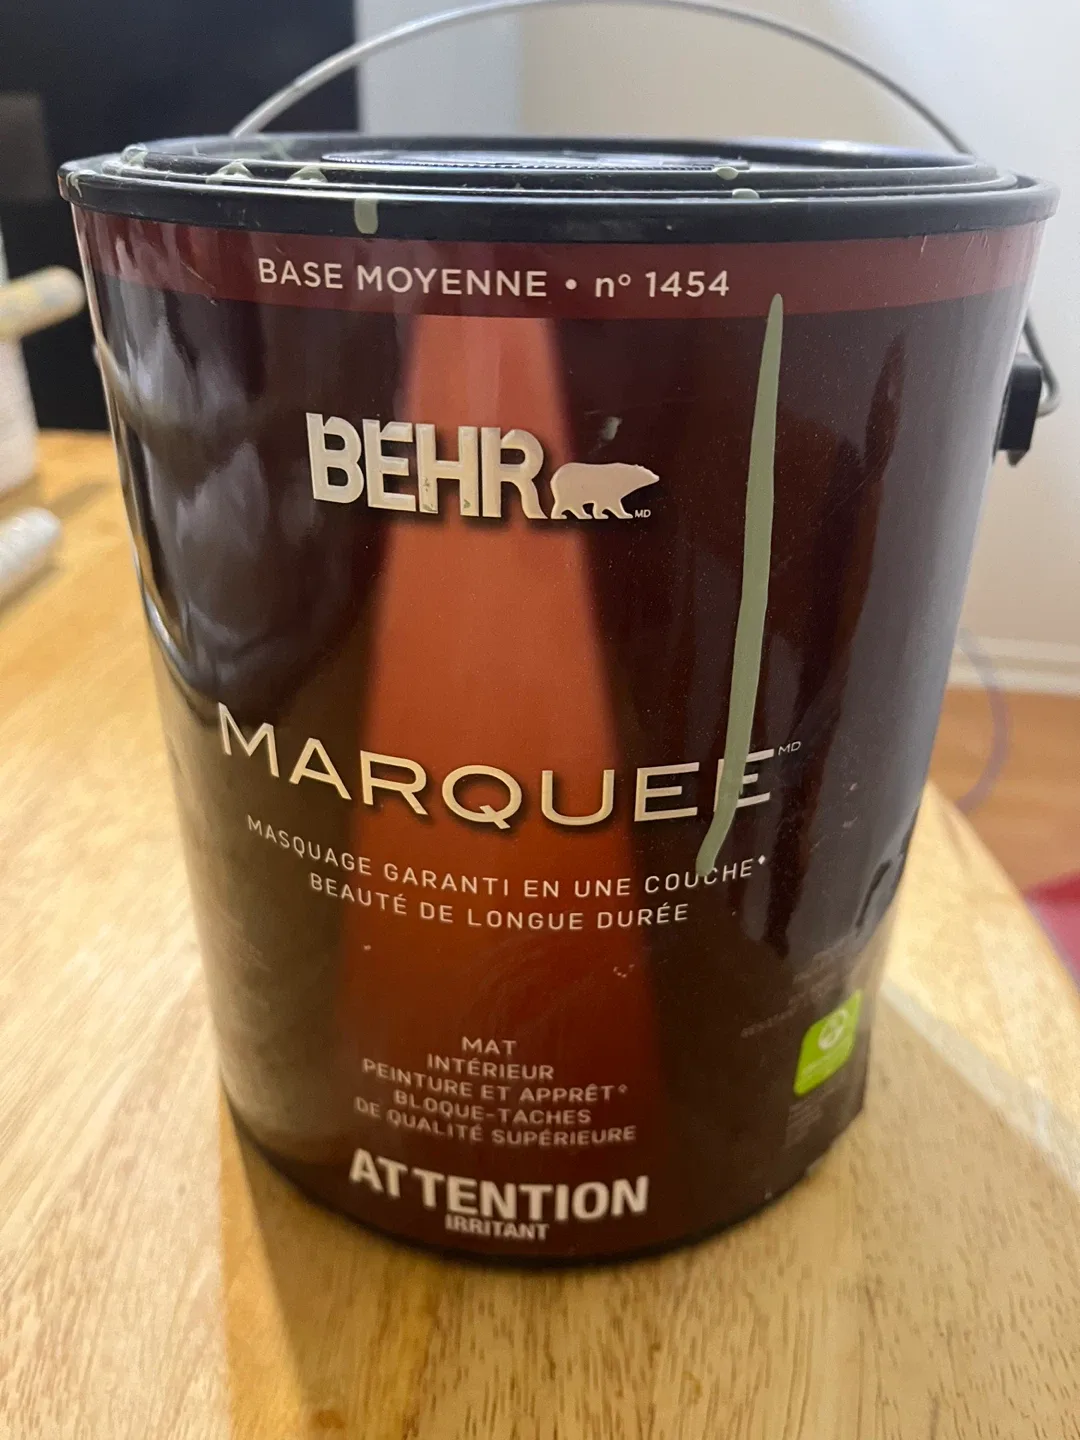 BASE MOYENNE • n° 1454
BEHR MD
MARQUEE MD
MASQUAGE GARANTI EN UNE COUCHE♦
BEAUTÉ DE LONGUE DURÉE
MAT
INTÉRIEUR
PEINTURE ET APPRÊT◊
BLOQUE-TACHES
DE QUALITÉ SUPÉRIEURE
ATTENTION
IRRITANT